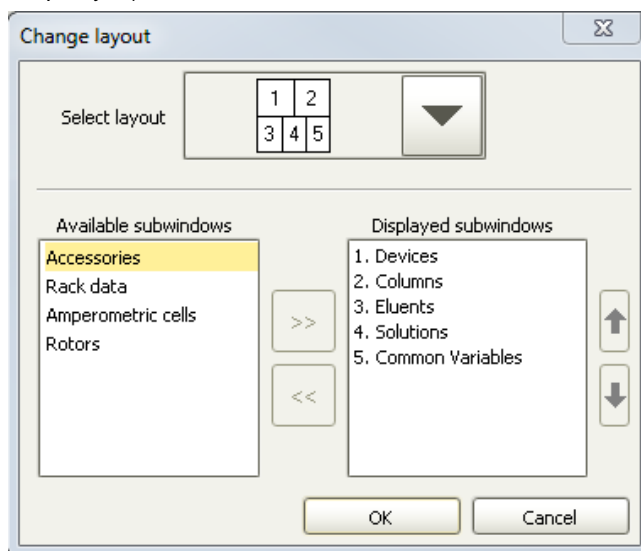 Change layout
Select layout
1 2
3 4 5
Available subwindows
Accessories
Rack data
Amperometric cells
Rotors
>>
<<
Displayed subwindows
1. Devices
2. Columns
3. Eluents
4. Solutions
5. Common Variables
OK
Cancel